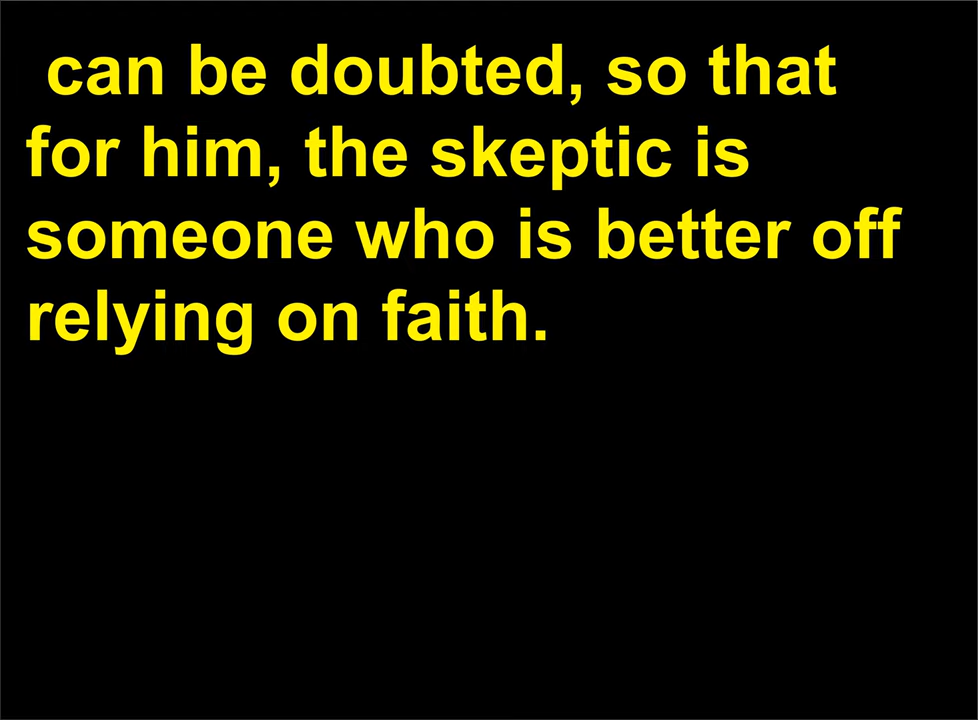 can be doubted, so that
for him, the skeptic is
someone who is better off
relying on faith.